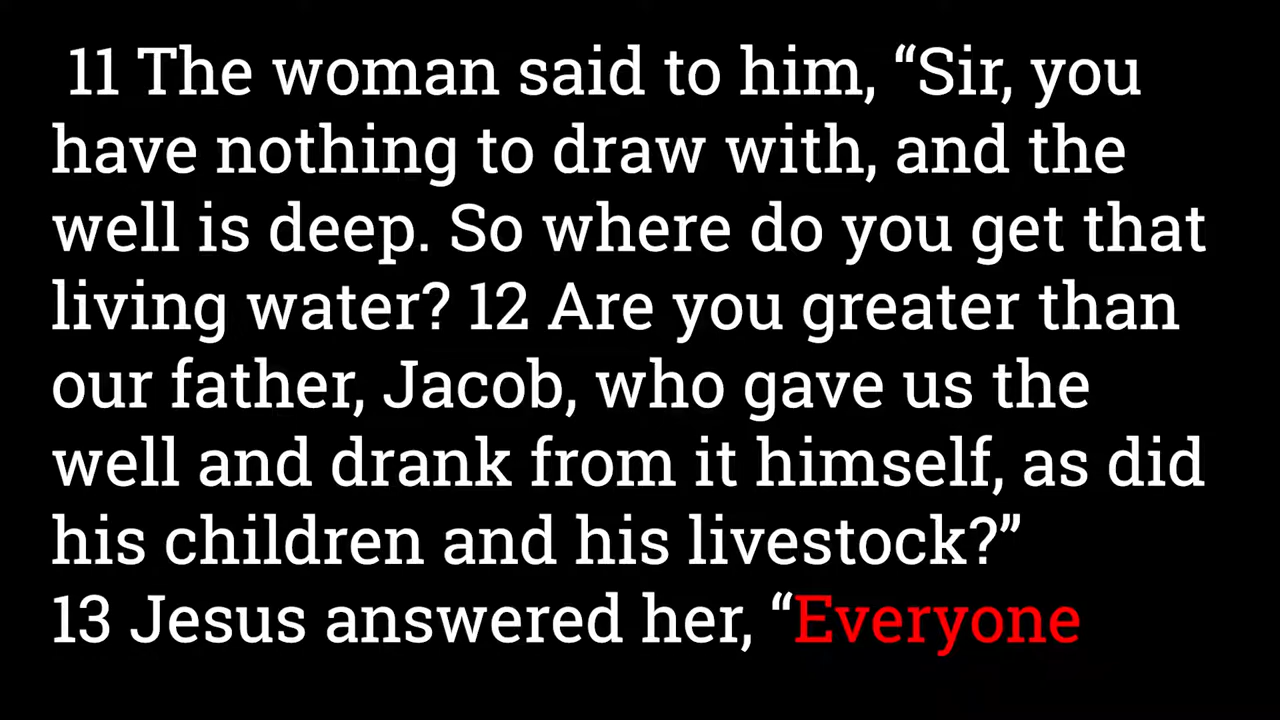 11 The woman said to him, “Sir, you
have nothing to draw with, and the
well is deep. So where do you get that
living water? 12 Are you greater than
our father, Jacob, who gave us the
well and drank from it himself, as did
his children and his livestock?”
13 Jesus answered her, “Everyone